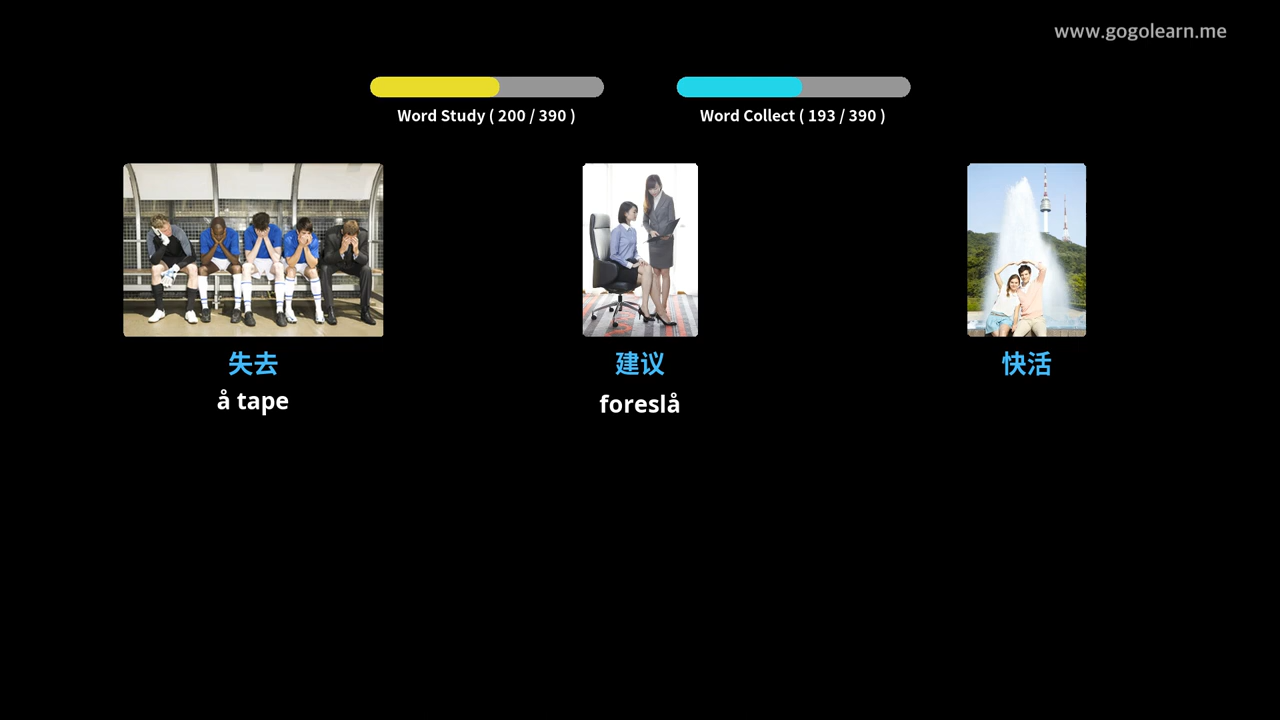 www.gogolearn.me
Word Study ( 200 / 390 )
Word Collect ( 193 / 390 )
失去
建议
快活
å tape
foreslå